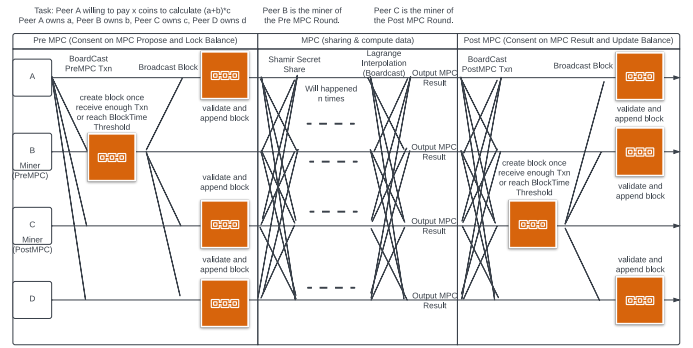 Task: Peer A willing to pay x coins to calculate (a+b)*c
Peer A owns a, Peer B owns b, Peer C owns c, Peer D owns d
Peer B is the miner of
the Pre MPC Round.
Peer C is the miner of
the Post MPC Round.
Pre MPC (Consent on MPC Propose and Lock Balance)
MPC (sharing & compute data)
Post MPC (Consent on MPC Result and Update Balance)
A
BoardCast
PreMPC Txn
Broadcast Block
create block once
receive enough Txn
or reach BlockTime
Threshold
validate and
append block
Shamir Secret
Share
Lagrange
Interpolation
(Boardcast)
Will happened
n times
Output MPC
Result
BoardCast
PostMPC Txn
Broadcast Block
validate and
append block
B
Miner
(PreMPC)
validate and
append block
Output MPC
Result
create block once
receive enough Txn
or reach BlockTime
Threshold
validate and
append block
C
Miner
(PostMPC)
validate and
append block
Output MPC
Result
validate and
append block
D
Output MPC
Result